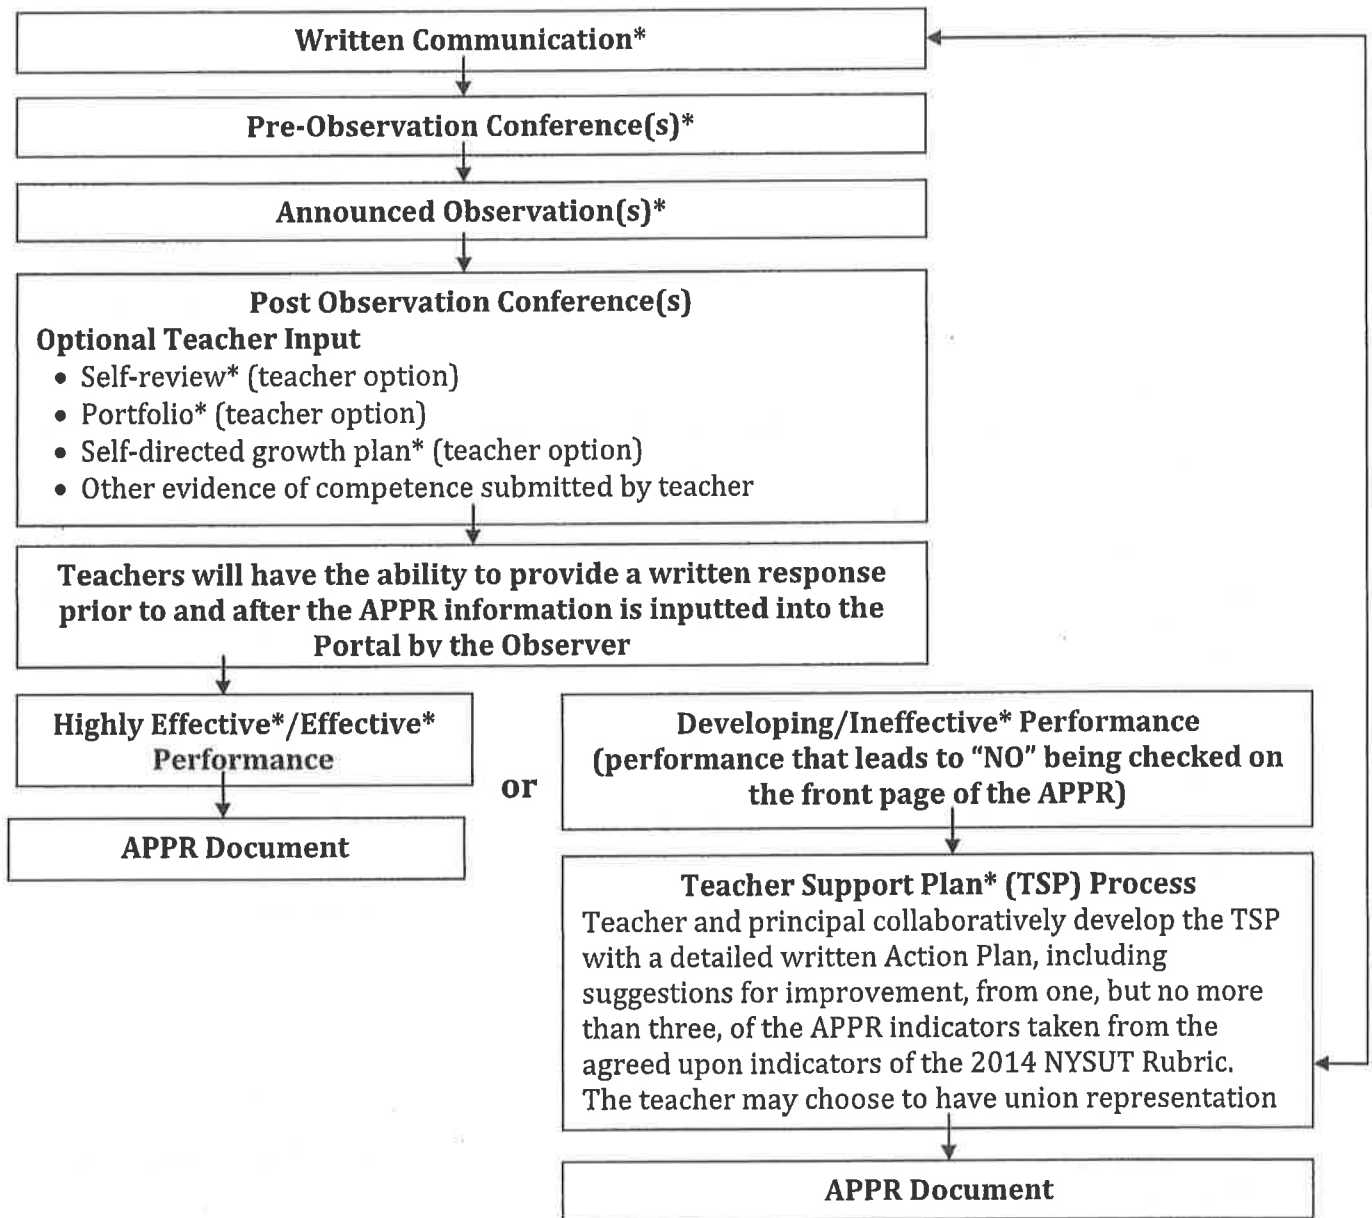 Written Communication*
Pre-Observation Conference(s)*
Announced Observation(s)*
Post Observation Conference(s)
Optional Teacher Input
• Self-review* (teacher option)
• Portfolio* (teacher option)
• Self-directed growth plan* (teacher option)
• Other evidence of competence submitted by teacher
Teachers will have the ability to provide a written response
prior to and after the APPR information is inputted into the
Portal by the Observer
Highly Effective*/Effective*
Performance
APPR Document
or
Developing/Ineffective* Performance
(performance that leads to “NO” being checked on
the front page of the APPR)
Teacher Support Plan* (TSP) Process
Teacher and principal collaboratively develop the TSP
with a detailed written Action Plan, including
suggestions for improvement, from one, but no more
than three, of the APPR indicators taken from the
agreed upon indicators of the 2014 NYSUT Rubric.
The teacher may choose to have union representation
APPR Document